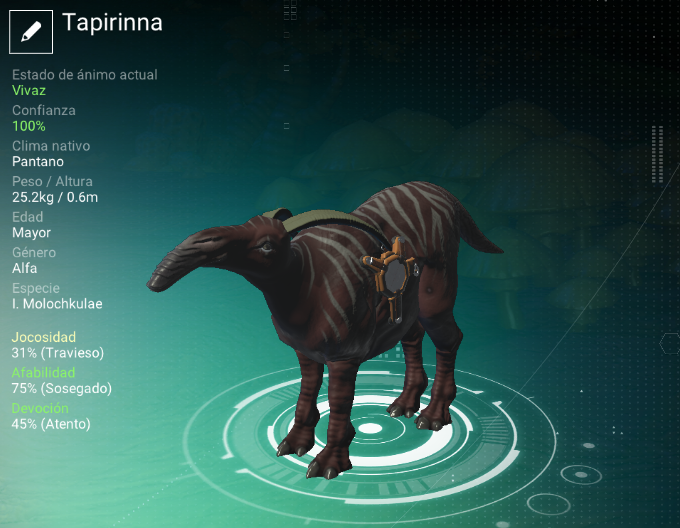 Tapirinna
Estado de ánimo actual
Vivaz
Confianza
100%
Clima nativo
Pantano
Peso / Altura
25.2kg / 0.6m
Edad
Mayor
Género
Alfa
Especie
I. Molochkulae
Jocosidad
31% (Travieso)
Afabilidad
75% (Sosegado)
Devoción
45% (Atento)